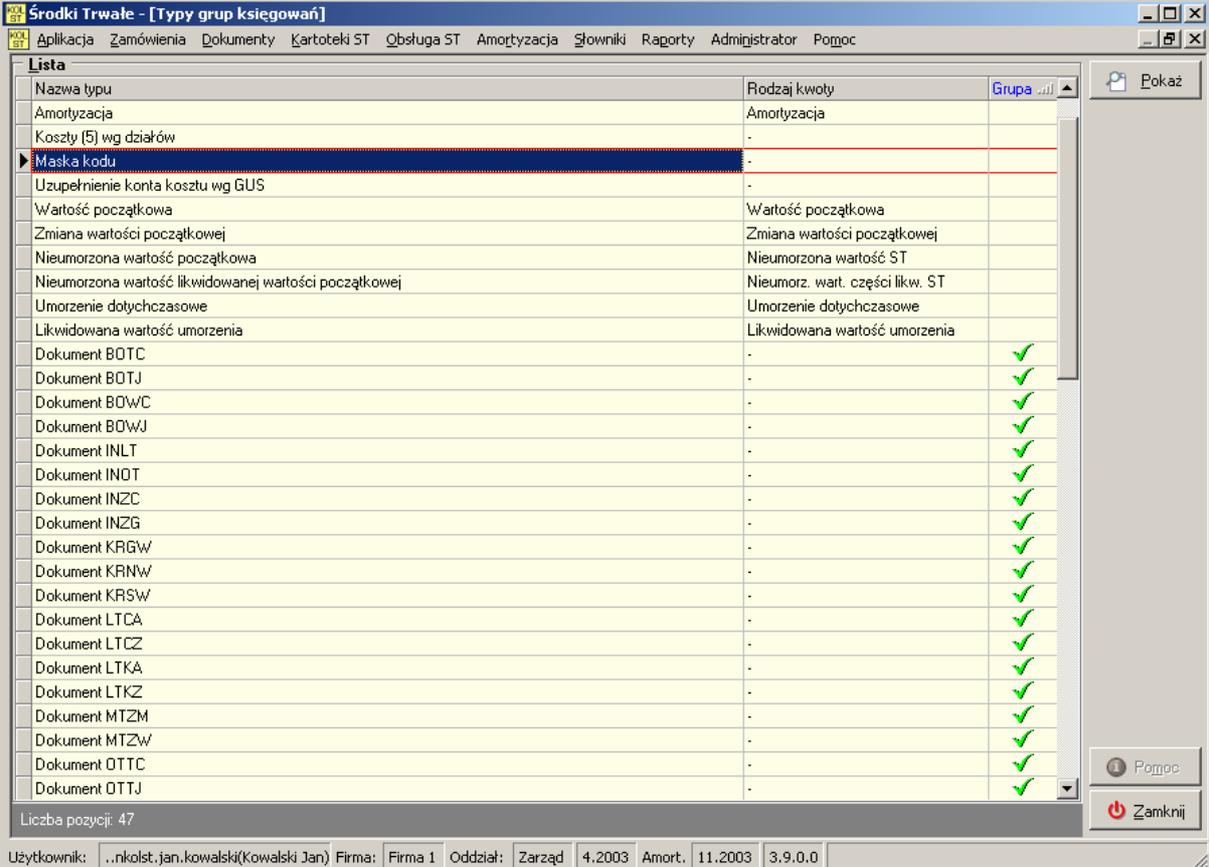 KOL ST Środki Trwałe - [Typy grup księgowań]
KOL ST Aplikacja Zamówienia Dokumenty Kartoteki ST Obsługa ST Amortyzacja Słowniki Raporty Administrator Pomoc
Lista
Pokaż
Nazwa typu Rodzaj kwoty Grupa
Amortyzacja Amortyzacja
Koszty (5) wg działów -
Maska kodu -
Uzupełnienie konta kosztu wg GUS -
Wartość początkowa Wartość początkowa
Zmiana wartości początkowej Zmiana wartości początkowej
Nieumorzona wartość początkowa Nieumorzona wartość ST
Nieumorzona wartość likwidowanej wartości początkowej Nieumorz. wart. części likw. ST
Umorzenie dotychczasowe Umorzenie dotychczasowe
Likwidowana wartość umorzenia Likwidowana wartość umorzenia
Dokument BOTC -
Dokument BOTJ -
Dokument BOWC -
Dokument BOWJ -
Dokument INLT -
Dokument INOT -
Dokument INZC -
Dokument INZG -
Dokument KRGW -
Dokument KRNW -
Dokument KRSW -
Dokument LTCA -
Dokument LTCZ -
Dokument LTKA -
Dokument LTKZ -
Dokument MTZM -
Dokument MTZW -
Dokument OTTC -
Dokument OTTJ -
Pomoc
Zamknij
Liczba pozycji: 47
Użytkownik: ..nkolst.jan.kowalski(Kowalski Jan) Firma: Firma 1 Oddział: Zarząd 4.2003 Amort. 11.2003 3.9.0.0